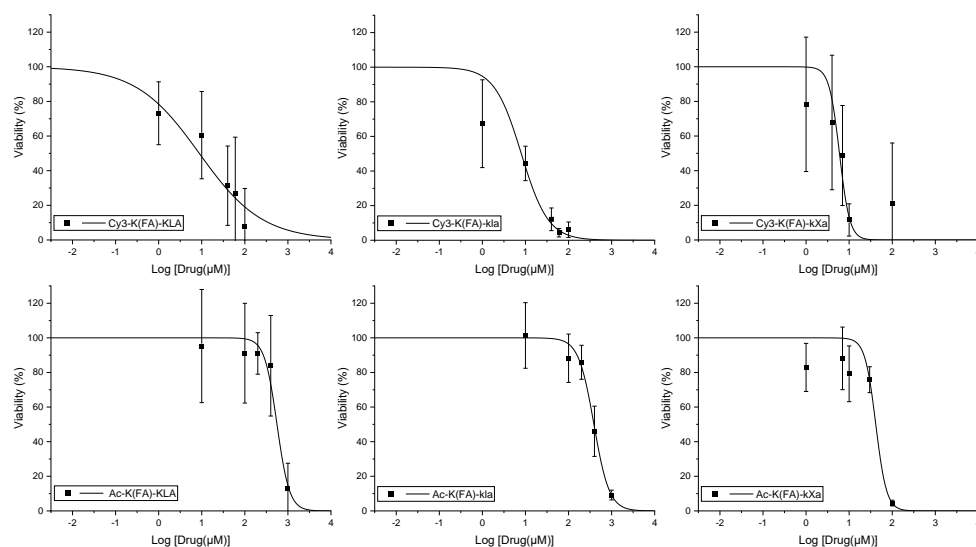 120
100
80
60
40
20
0
Viability (%)
Cy3-K(FA)-KLA
-2 -1 0 1 2 3 4
Log [Drug(µM)]
120
100
80
60
40
20
0
Viability (%)
Cy3-K(FA)-kla
-2 -1 0 1 2 3 4
Log [Drug(µM)]
120
100
80
60
40
20
0
Viability (%)
Cy3-K(FA)-kXa
-2 -1 0 1 2 3 4
Log [Drug(µM)]
120
100
80
60
40
20
0
Viability (%)
Ac-K(FA)-KLA
-2 -1 0 1 2 3 4
Log [Drug(µM)]
120
100
80
60
40
20
0
Viability (%)
Ac-K(FA)-kla
-2 -1 0 1 2 3 4
Log [Drug(µM)]
120
100
80
60
40
20
0
Viability (%)
Ac-K(FA)-kXa
-2 -1 0 1 2 3 4
Log [Drug(µM)]